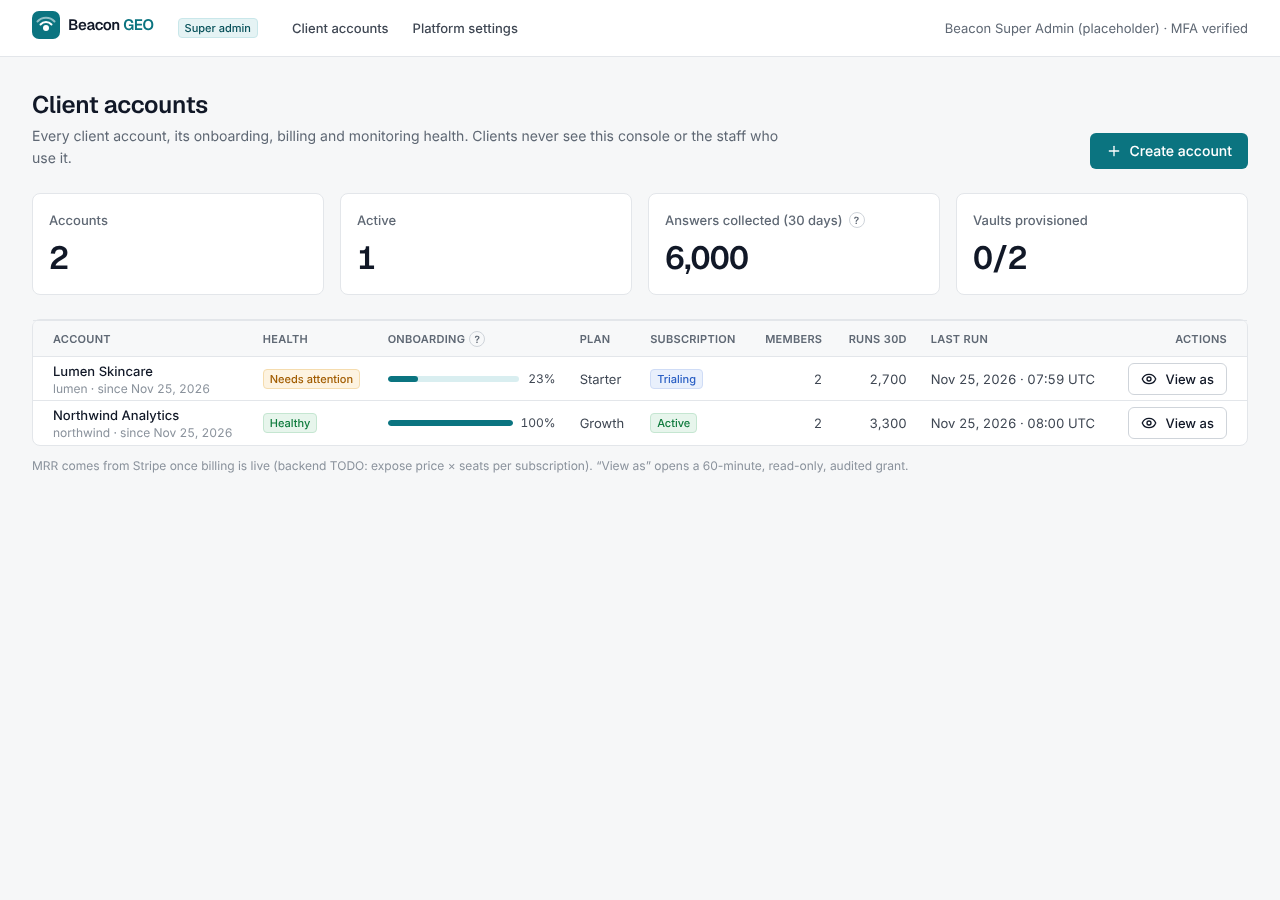 Beacon GEO
Super admin
Client accounts
Platform settings
Beacon Super Admin (placeholder) · MFA verified
Client accounts
Every client account, its onboarding, billing and monitoring health. Clients never see this console or the staff who
use it.
Create account
Accounts
2
Active
1
Answers collected (30 days) ?
6,000
Vaults provisioned
0/2
ACCOUNT HEALTH ONBOARDING ? PLAN SUBSCRIPTION MEMBERS RUNS 30D LAST RUN ACTIONS
Lumen Skincare
lumen · since Nov 25, 2026
Needs attention 23% Starter Trialing 2 2,700 Nov 25, 2026 · 07:59 UTC View as
Northwind Analytics
northwind · since Nov 25, 2026
Healthy 100% Growth Active 2 3,300 Nov 25, 2026 · 08:00 UTC View as
MRR comes from Stripe once billing is live (backend TODO: expose price × seats per subscription). “View as” opens a 60-minute, read-only, audited grant.